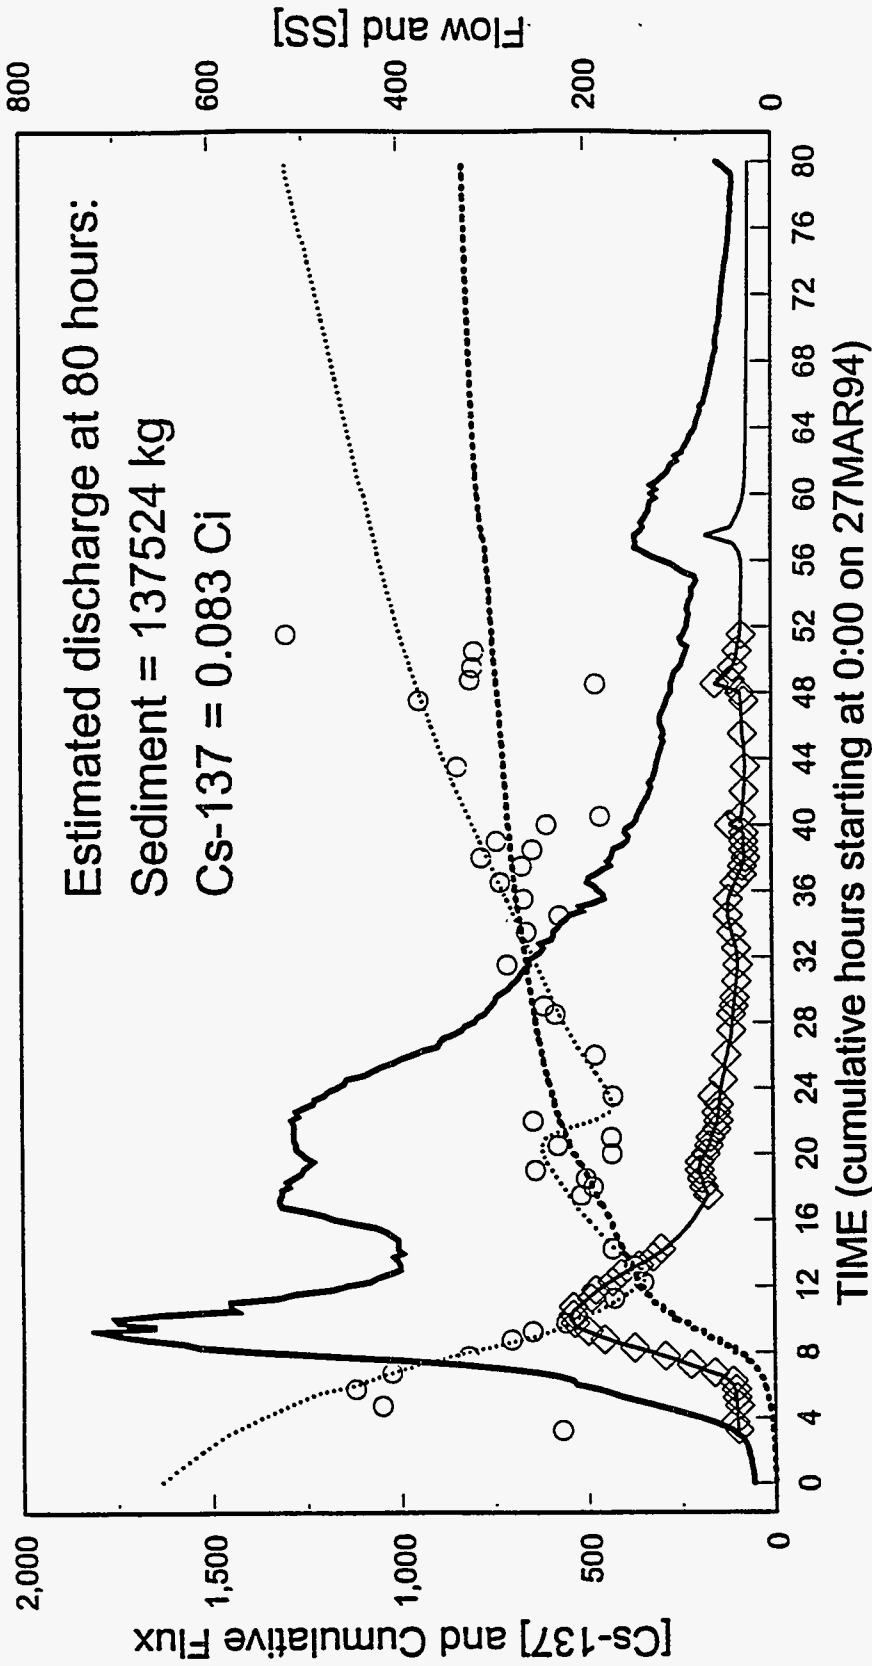 Estimated discharge at 80 hours:
Sediment = 137524 kg
Cs-137 = 0.083 Ci
[Cs-137] and Cumulative Flux
2,000
1,500
1,000
500
0
Flow and [SS]
800
600
400
200
0
0 4 8 12 16 20 24 28 32 36 40 44 48 52 56 60 64 68 72 76 80
TIME (cumulative hours starting at 0:00 on 27MAR94)